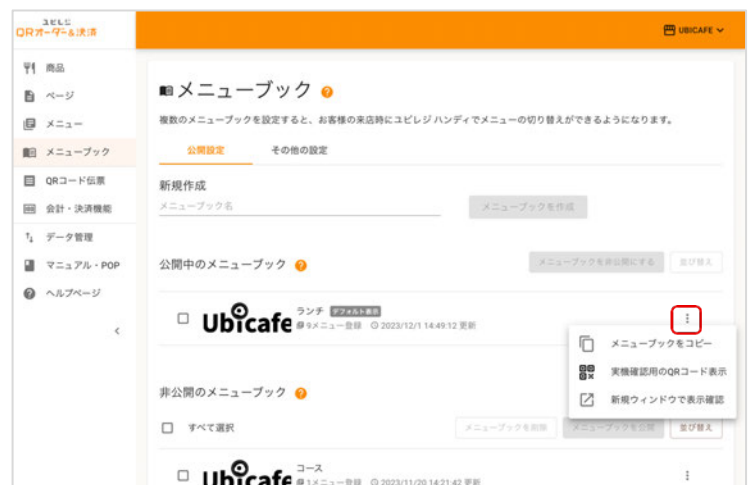 ユビレジ
QRオーダー&決済
UBICAFE
商品
ページ
メニュー
メニューブック
QRコード伝票
会計・決済機能
データ管理
マニュアル・POP
ヘルプページ
メニューブック
複数のメニューブックを設定すると、お客様の来店時にユビレジ ハンディでメニューの切り替えができるようになります。
公開設定 その他の設定
新規作成
メニューブック名 メニューブックを作成
公開中のメニューブック メニューブックを非公開にする 並び替え
Ubicafe
ランチ デフォルト表示
9メニュー登録 2023/12/1 14:49:12 更新
メニューブックをコピー
実機確認用のQRコード表示
新規ウィンドウで表示確認
非公開のメニューブック
すべて選択 メニューブックを削除 メニューブックを公開 並び替え
Ubicafe
コース
1メニュー登録 2023/11/20 14:21:42 更新